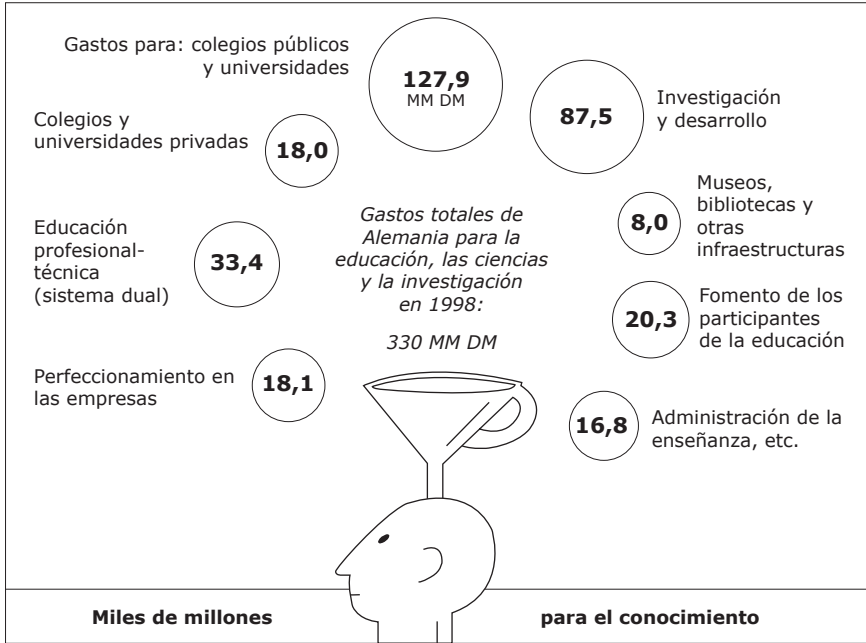 Gastos para: colegios públicos
y universidades
127,9
MM DM
87,5
Investigación
y desarrollo
Colegios y
universidades privadas
18,0
Museos,
bibliotecas y
otras
infraestructuras
8,0
Educación
profesional-
técnica
(sistema dual)
33,4
Gastos totales de
Alemania para la
educación, las ciencias
y la investigación
en 1998:
330 MM DM
20,3
Fomento de los
participantes
de la educación
Perfeccionamiento en
las empresas
18,1
16,8
Administración de la
enseñanza, etc.
Miles de millones
para el conocimiento